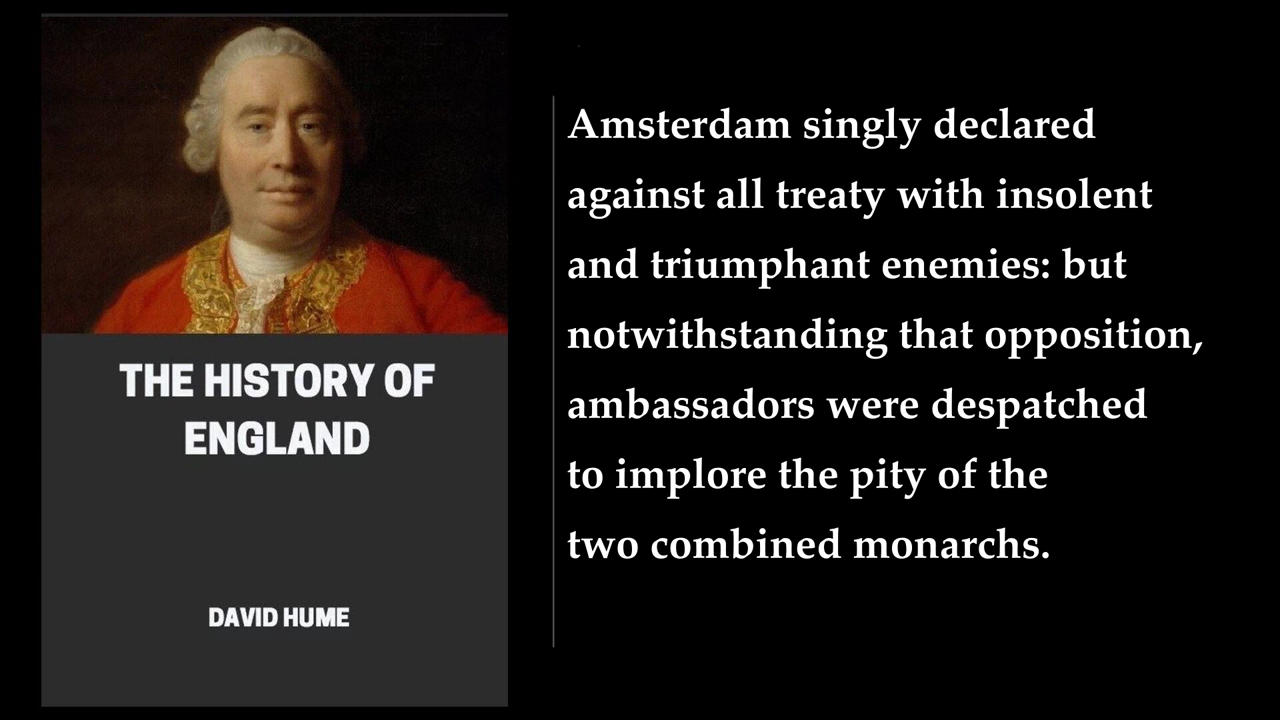 THE HISTORY OF
ENGLAND
DAVID HUME
Amsterdam singly declared
against all treaty with insolent
and triumphant enemies: but
notwithstanding that opposition,
ambassadors were despatched
to implore the pity of the
two combined monarchs.